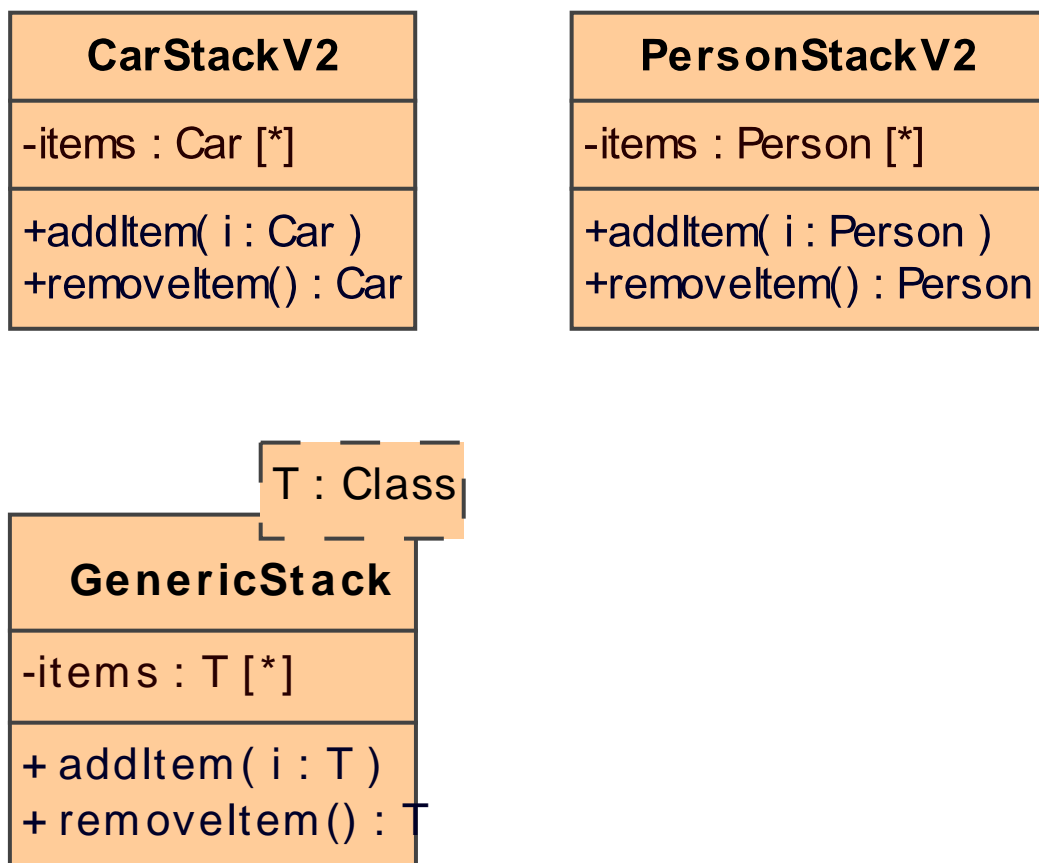 CarStackV2
-items : Car [*]
+addItem( i : Car )
+removeItem() : Car
PersonStackV2
-items : Person [*]
+addItem( i : Person )
+removeItem() : Person
T : Class
GenericStack
-items : T [*]
+ addItem( i : T )
+ removeItem() : T